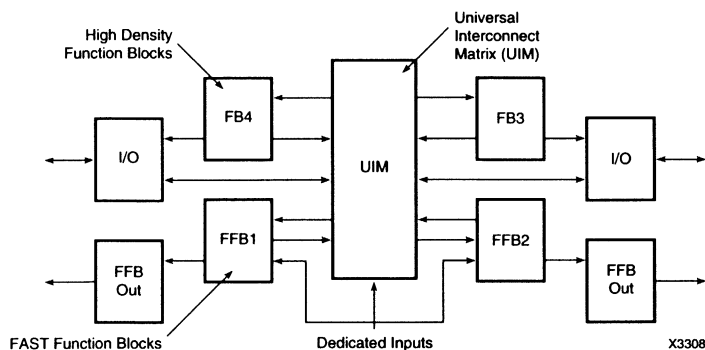 High Density
Function Blocks
Universal
Interconnect
Matrix (UIM)
FB4
FB3
I/O
UIM
I/O
FFB1
FFB2
FFB
Out
FFB
Out
FAST Function Blocks
Dedicated Inputs
X3308